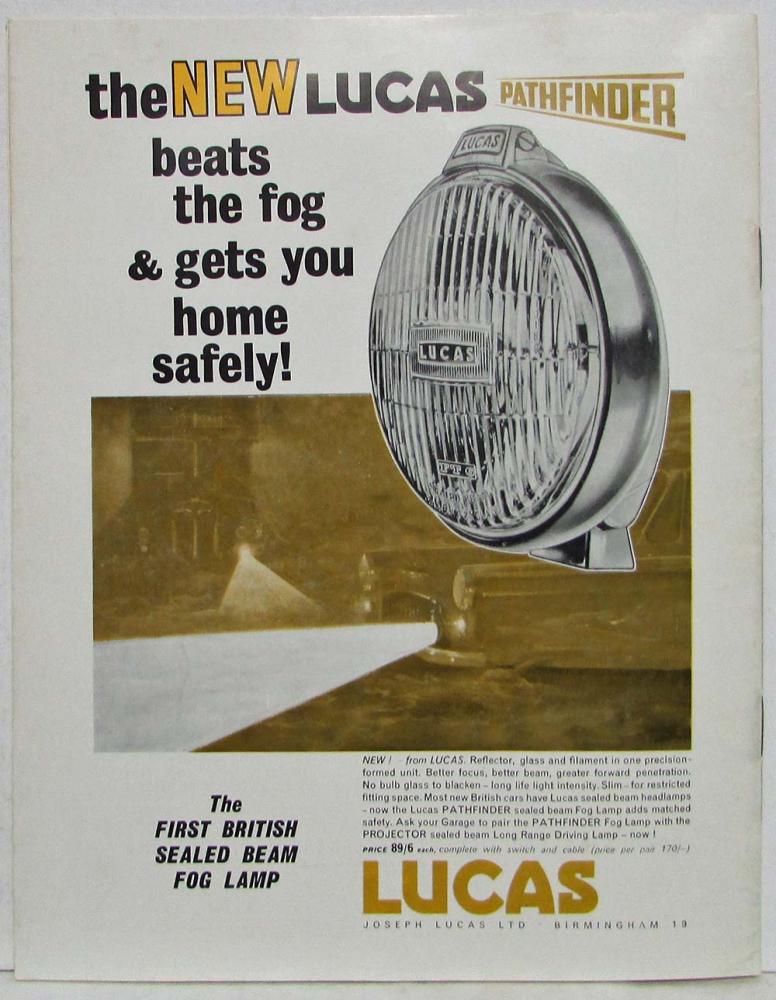 the NEW LUCAS PATHFINDER
beats
the fog
& gets you
home
safely!
LUCAS
LUCAS
NEW! - from LUCAS. Reflector, glass and filament in one precision-
formed unit. Better focus, better beam, greater forward penetration.
No bulb glass to blacken – long life light intensity. Slim – for restricted
fitting space. Most new British cars have Lucas sealed beam headlamps
– now the Lucas PATHFINDER sealed beam Fog Lamp adds matched
safety. Ask your Garage to pair the PATHFINDER Fog Lamp with the
PROJECTOR sealed beam Long Range Driving Lamp – now!
PRICE 89/6 each, complete with switch and cable (price per pair 170/–)
The
FIRST BRITISH
SEALED BEAM
FOG LAMP
LUCAS
JOSEPH LUCAS LTD · BIRMINGHAM 19